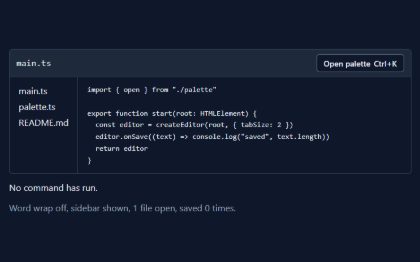 main.ts
Open palette Ctrl+K
main.ts
palette.ts
README.md
import { open } from "./palette"
export function start(root: HTMLElement) {
const editor = createEditor(root, { tabSize: 2 })
editor.onSave((text) => console.log("saved", text.length))
return editor
}
No command has run.
Word wrap off, sidebar shown, 1 file open, saved 0 times.